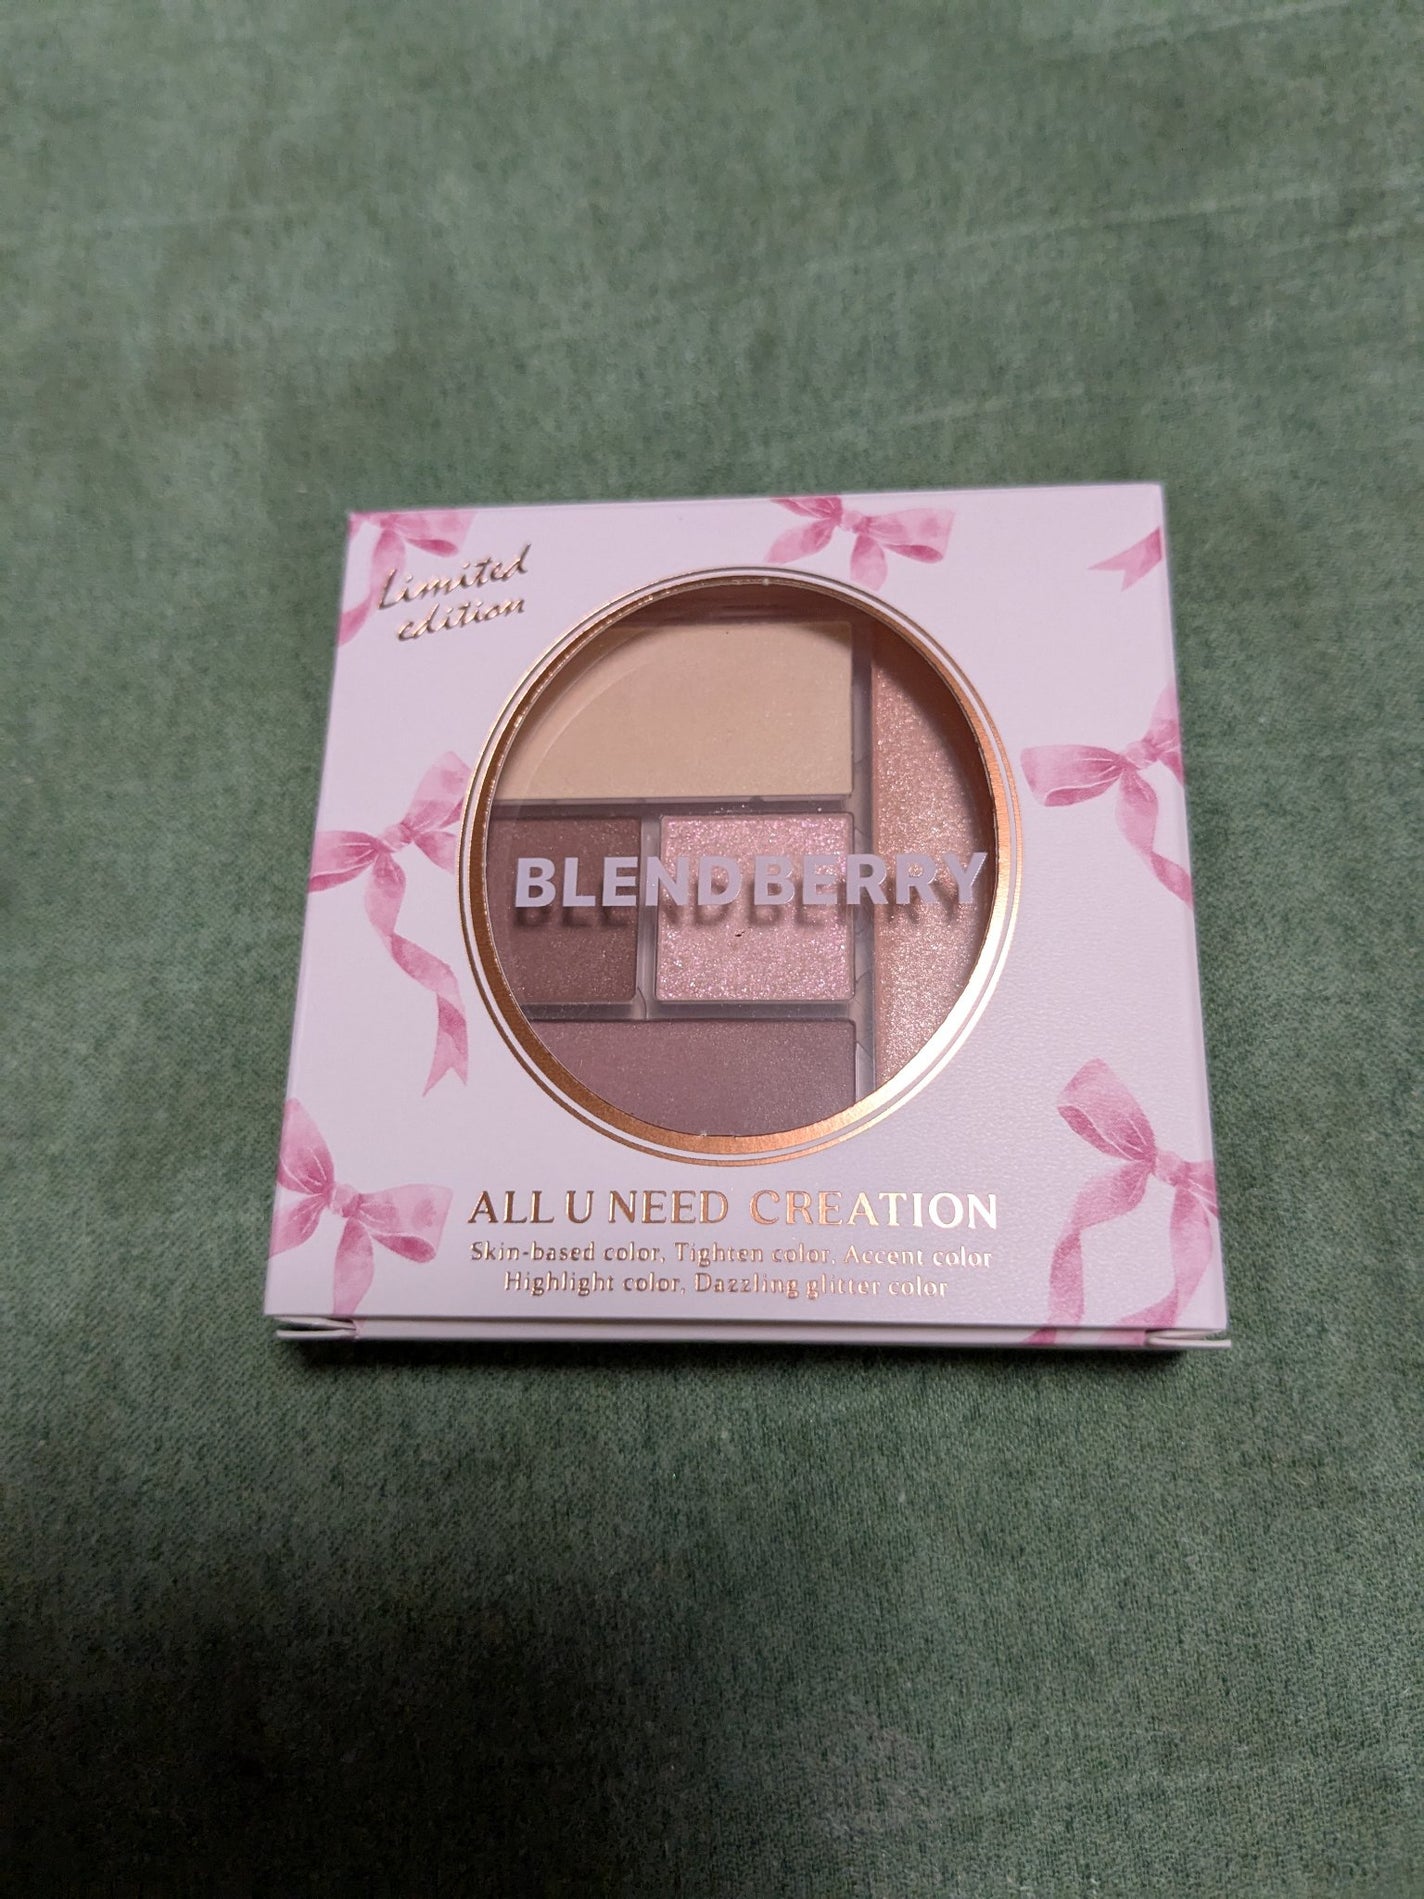 Limited
edition
BLENDBERRY
ALL U NEED CREATION
Skin-based color, Tighten color, Accent color
Highlight color, Dazzling glitter color